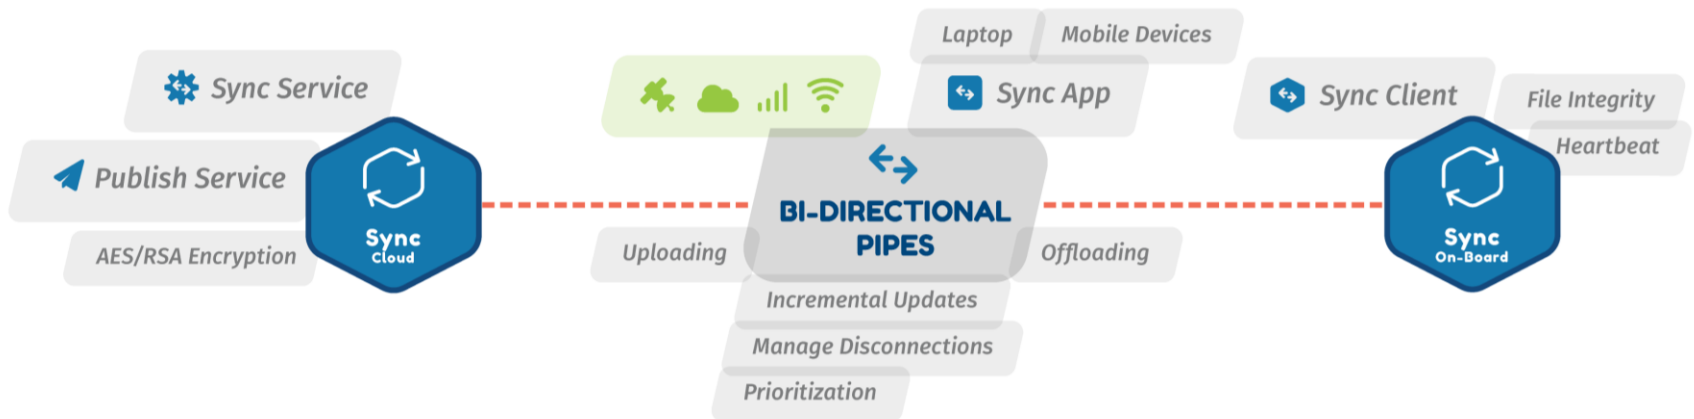 Sync Service
Publish Service
AES/RSA Encryption
Sync
Cloud
Laptop
Mobile Devices
Sync App
BI-DIRECTIONAL
PIPES
Uploading
Offloading
Incremental Updates
Manage Disconnections
Prioritization
Sync Client
File Integrity
Heartbeat
Sync
On-Board